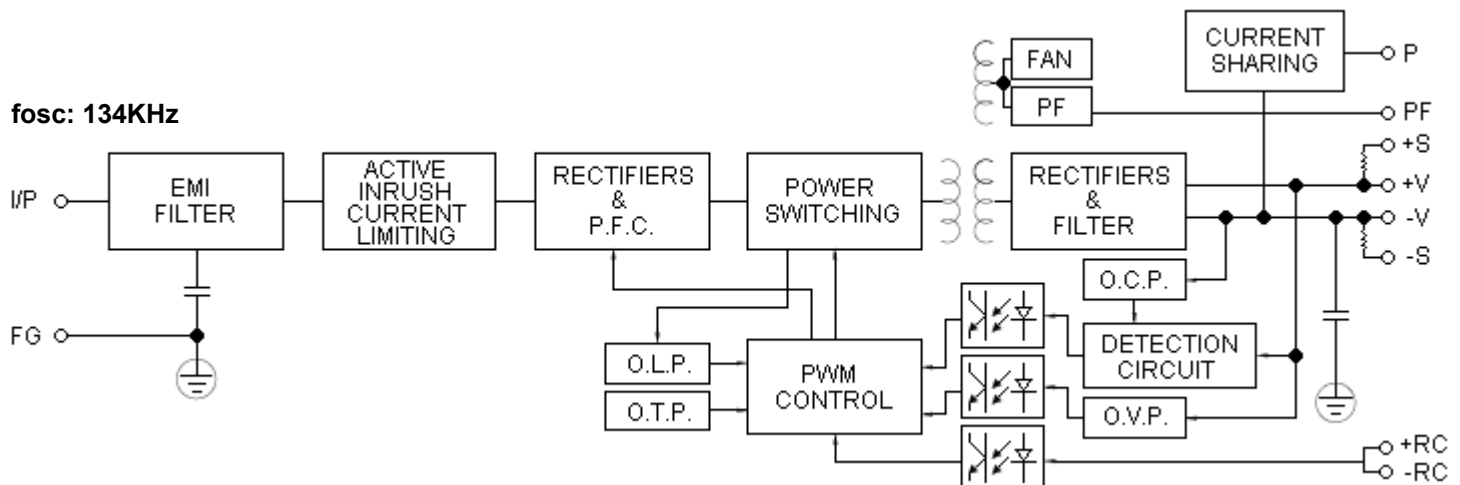 fosc: 134KHz
I/P
EMI
FILTER
FG
ACTIVE
INRUSH
CURRENT
LIMITING
RECTIFIERS
&
P.F.C.
POWER
SWITCHING
RECTIFIERS
&
FILTER
FAN
PF
CURRENT
SHARING
P
PF
+S
+V
-V
-S
O.L.P.
O.T.P.
PWM
CONTROL
O.C.P.
DETECTION
CIRCUIT
O.V.P.
+RC
-RC